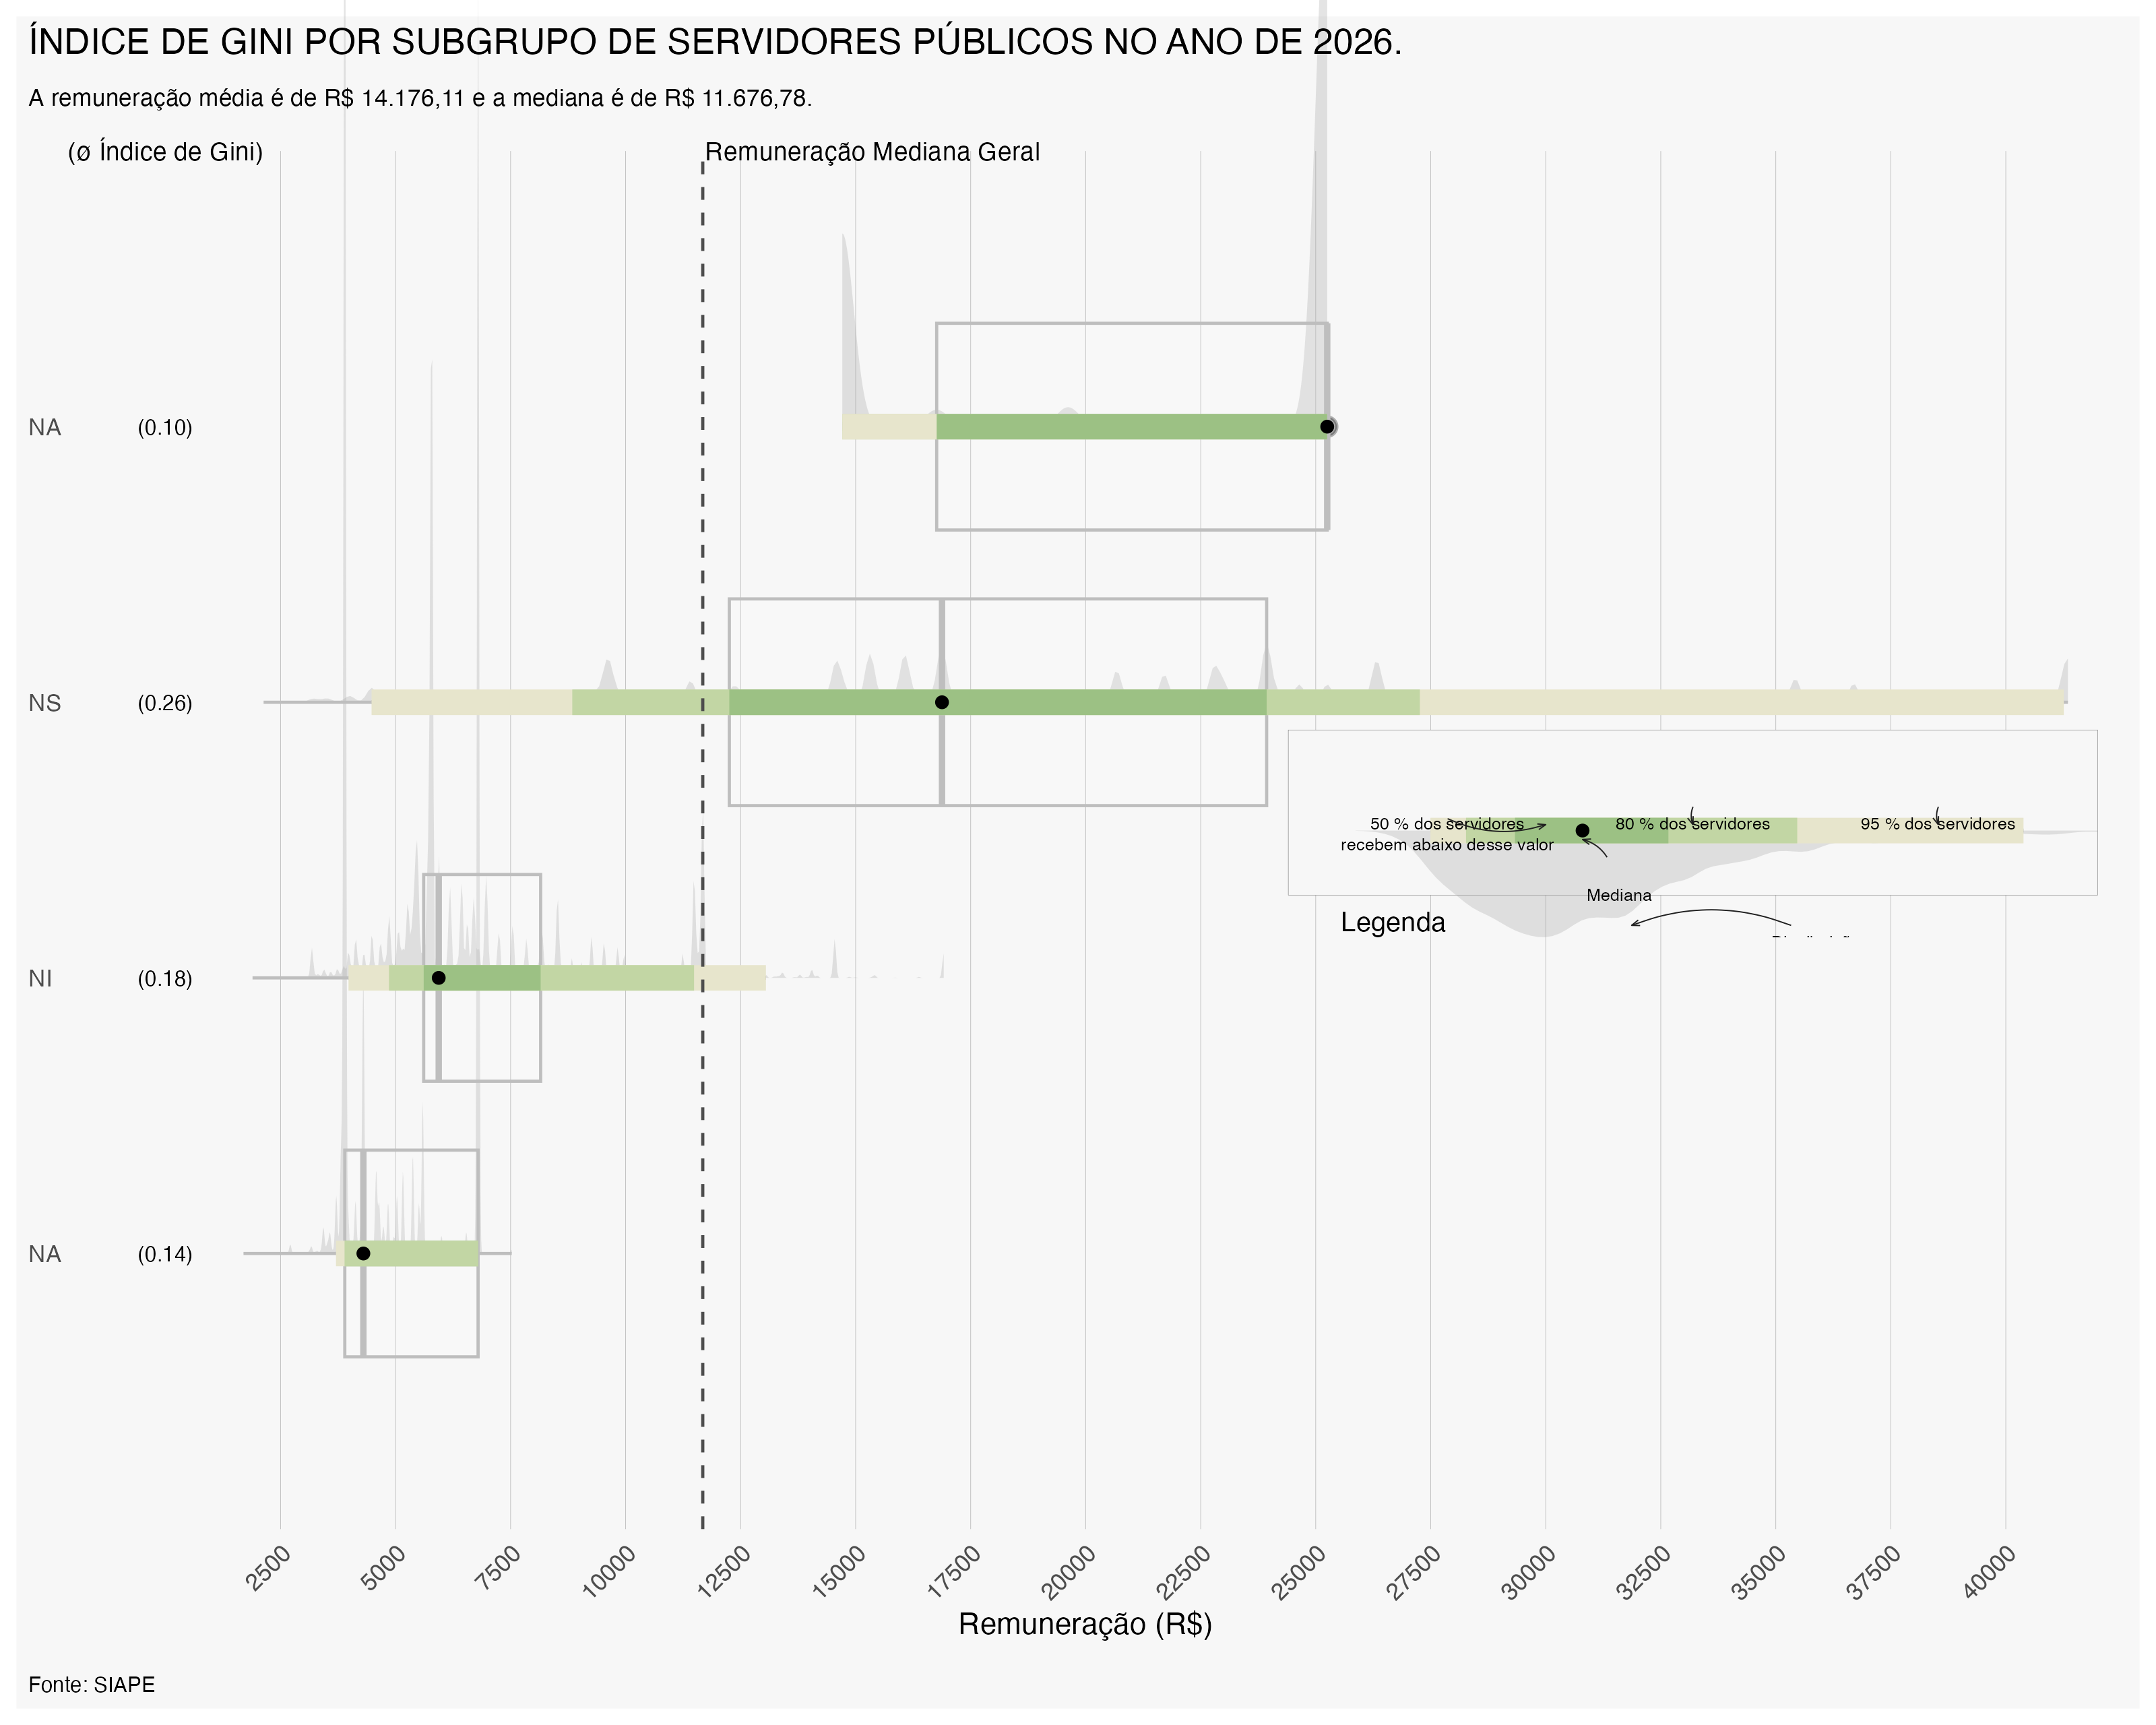 ÍNDICE DE GINI POR SUBGRUPO DE SERVIDORES PÚBLICOS NO ANO DE 2026.
A remuneração média é de R$ 14.176,11 e a mediana é de R$ 11.676,78.
(ø Índice de Gini)
Remuneração Mediana Geral
NA (0.10)
NS (0.26)
50 % dos servidores
recebem abaixo desse valor
80 % dos servidores
95 % dos servidores
Mediana
Legenda
NI (0.18)
NA (0.14)
2500 5000 7500 10000 12500 15000 17500 20000 22500 25000 27500 30000 32500 35000 37500 40000
Remuneração (R$)
Fonte: SIAPE